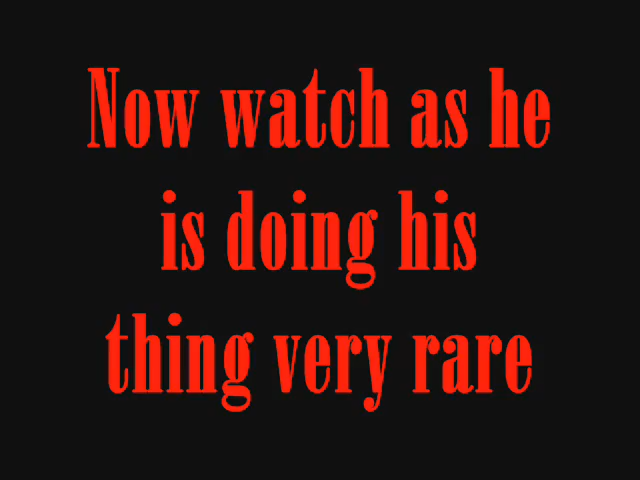 Now watch as he
is doing his
thing very rare